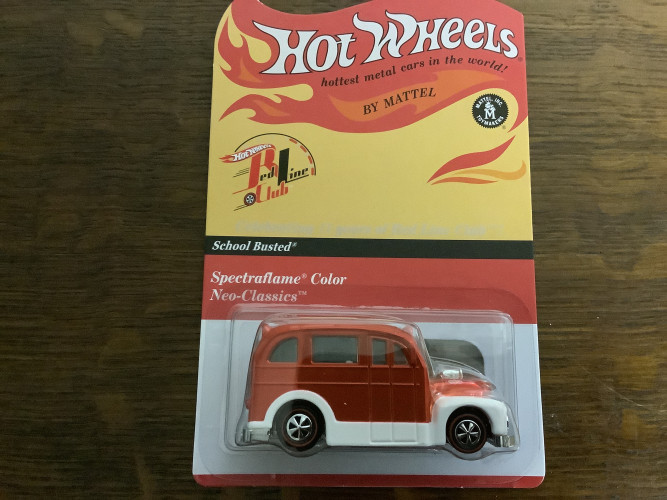 HOT WHEELS®
hottest metal cars in the world!
BY MATTEL
MATTEL, INC.
M
TOYMAKERS
HOT WHEELS
Red Line
Club
School Busted®
Spectraflame® Color
Neo-Classics™